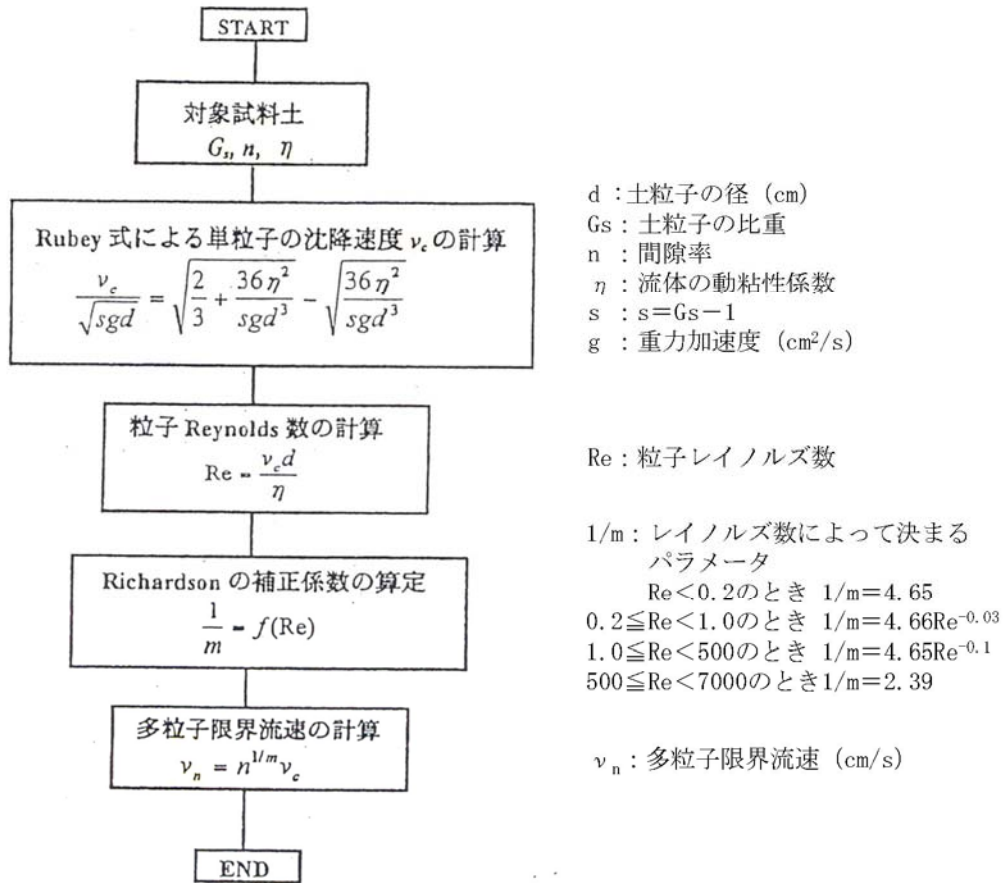 START
対象試料土
Gs, n, η
Rubey 式による単粒子の沈降速度 νc の計算
νc/√(sgd) = √(2/3 + 36η²/(sgd³)) − √(36η²/(sgd³))
粒子 Reynolds 数の計算
Re = νc d/η
Richardson の補正係数の算定
1/m = f(Re)
多粒子限界流速の計算
νn = n^(1/m) νc
END
d :土粒子の径 (cm)
Gs:土粒子の比重
n :間隙率
η :流体の動粘性係数
s :s=Gs−1
g :重力加速度 (cm²/s)
Re:粒子レイノルズ数
1/m:レイノルズ数によって決まる
パラメータ
Re<0.2のとき 1/m=4.65
0.2≦Re<1.0のとき 1/m=4.66Re⁻⁰·⁰³
1.0≦Re<500のとき 1/m=4.65Re⁻⁰·¹
500≦Re<7000のとき1/m=2.39
νn:多粒子限界流速 (cm/s)